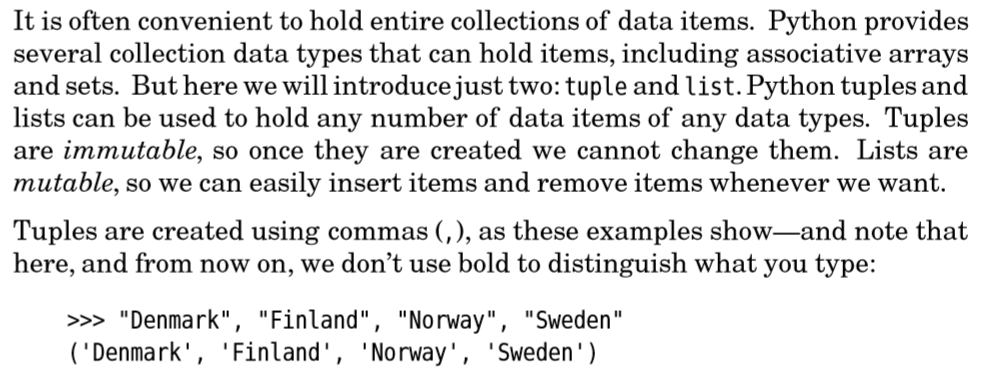 It is often convenient to hold entire collections of data items. Python provides
several collection data types that can hold items, including associative arrays
and sets. But here we will introduce just two: tuple and list. Python tuples and
lists can be used to hold any number of data items of any data types. Tuples
are immutable, so once they are created we cannot change them. Lists are
mutable, so we can easily insert items and remove items whenever we want.
Tuples are created using commas (,), as these examples show—and note that
here, and from now on, we don’t use bold to distinguish what you type:
>>> "Denmark", "Finland", "Norway", "Sweden"
('Denmark', 'Finland', 'Norway', 'Sweden')